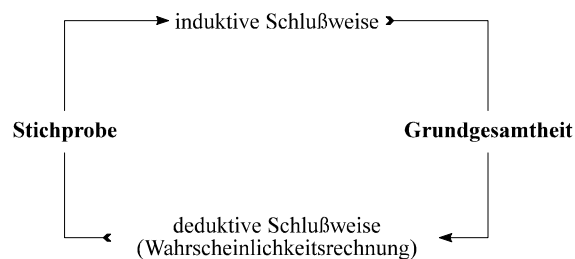 induktive Schlußweise
Stichprobe
Grundgesamtheit
deduktive Schlußweise
(Wahrscheinlichkeitsrechnung)